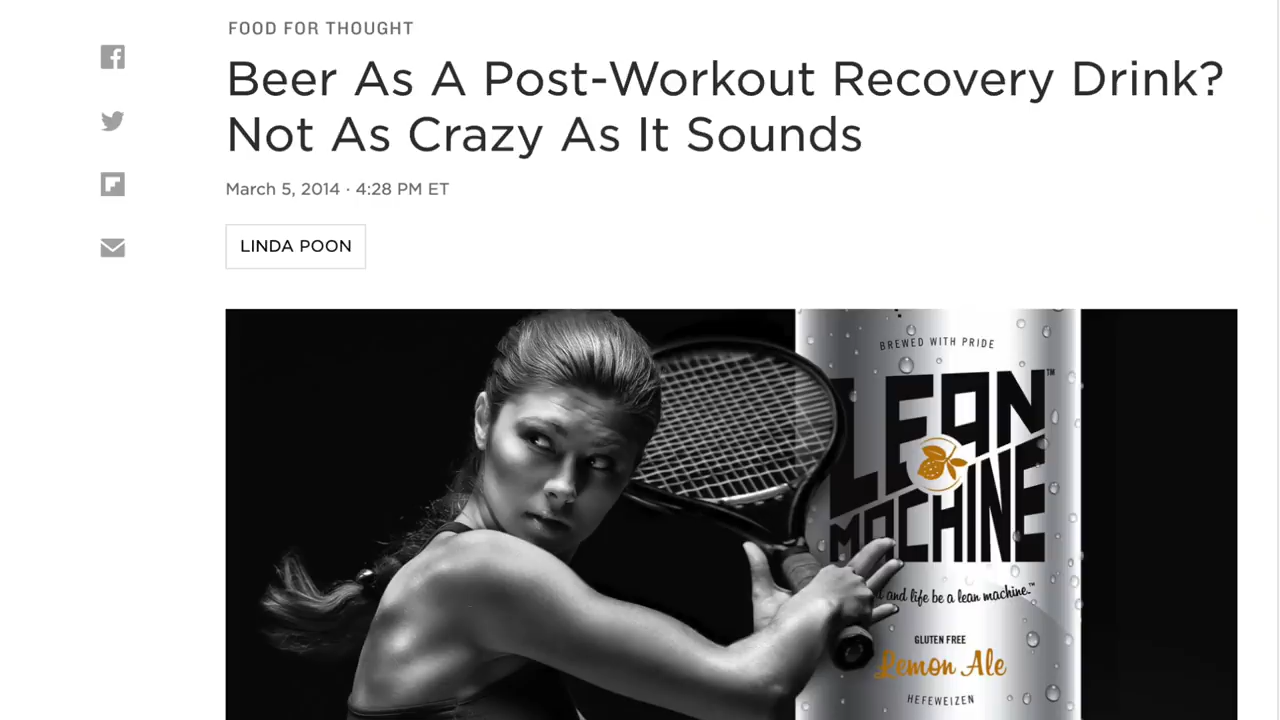 FOOD FOR THOUGHT
Beer As A Post-Workout Recovery Drink?
Not As Crazy As It Sounds
March 5, 2014 · 4:28 PM ET
LINDA POON
BREWED WITH PRIDE
LEAN™
MACHINE
and life be a lean machine.™
GLUTEN FREE
Lemon Ale
HEFEWEIZEN